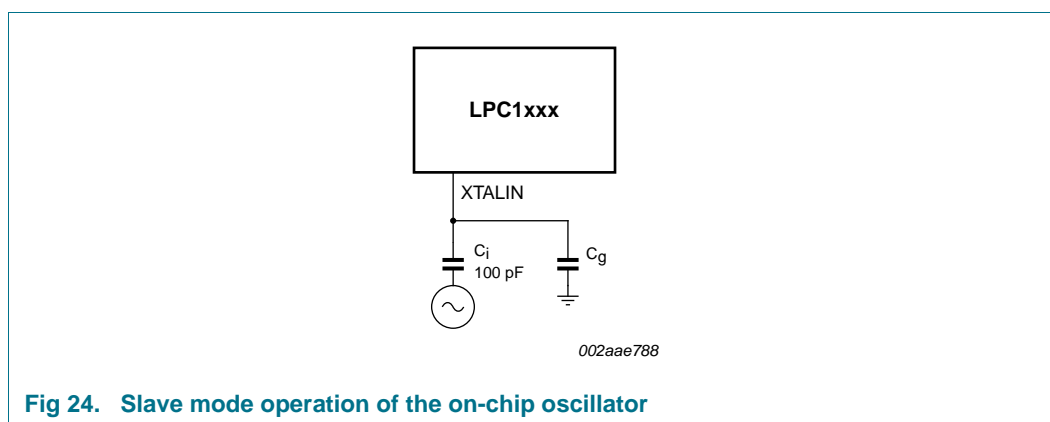 LPC1xxx
XTALIN
Ci
100 pF
Cg
002aae788
Fig 24. Slave mode operation of the on-chip oscillator